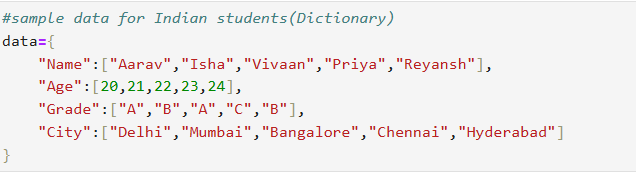 #sample data for Indian students(Dictionary)
data={
    "Name":["Aarav","Isha","Vivaan","Priya","Reyansh"],
    "Age":[20,21,22,23,24],
    "Grade":["A","B","A","C","B"],
    "City":["Delhi","Mumbai","Bangalore","Chennai","Hyderabad"]
}